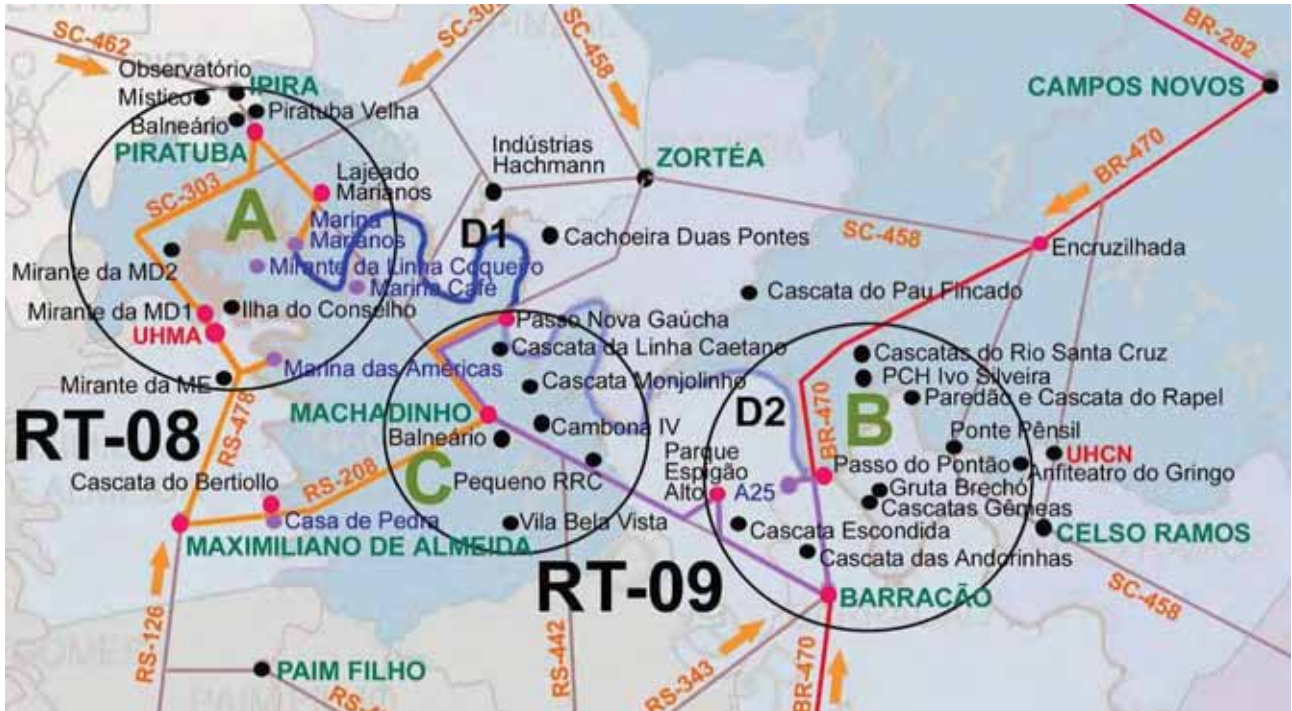 SC-462
SC-303
SC-458
BR-282
Observatório
Místico
IPIRA
Piratuba Velha
Balneário
PIRATUBA
CAMPOS NOVOS
Indústrias
Hachmann
ZORTÉA
BR-470
Lajeado
Marianos
SC-303
A
Marina
Marianos
D1
Cachoeira Duas Pontes
SC-458
Encruzilhada
Mirante da MD2
Mirante da Linha Coqueiro
Marina Café
Cascata do Pau Fincado
Mirante da MD1
Ilha do Conselho
UHMA
Passo Nova Gaúcha
Cascata da Linha Caetano
Cascatas do Rio Santa Cruz
Marina das Américas
Mirante da ME
PCH Ivo Silveira
Cascata Monjolinho
Paredão e Cascata do Rapel
RT-08
RS-478
MACHADINHO
D2
BR-470
B
Balneário
Cambona IV
Ponte Pênsil
UHCN
Parque
Espigão
Alto
A25
Passo do Pontão
Anfiteatro do Gringo
Cascata do Bertiollo
RS-208
C
Pequeno RRC
Gruta Brechó
Cascatas Gêmeas
Casa de Pedra
Vila Bela Vista
Cascata Escondida
CELSO RAMOS
MAXIMILIANO DE ALMEIDA
Cascata das Andorinhas
RT-09
BARRACÃO
SC-458
RS-126
RS-442
PAIM FILHO
RS-343
BR-470
PAIM FILHO